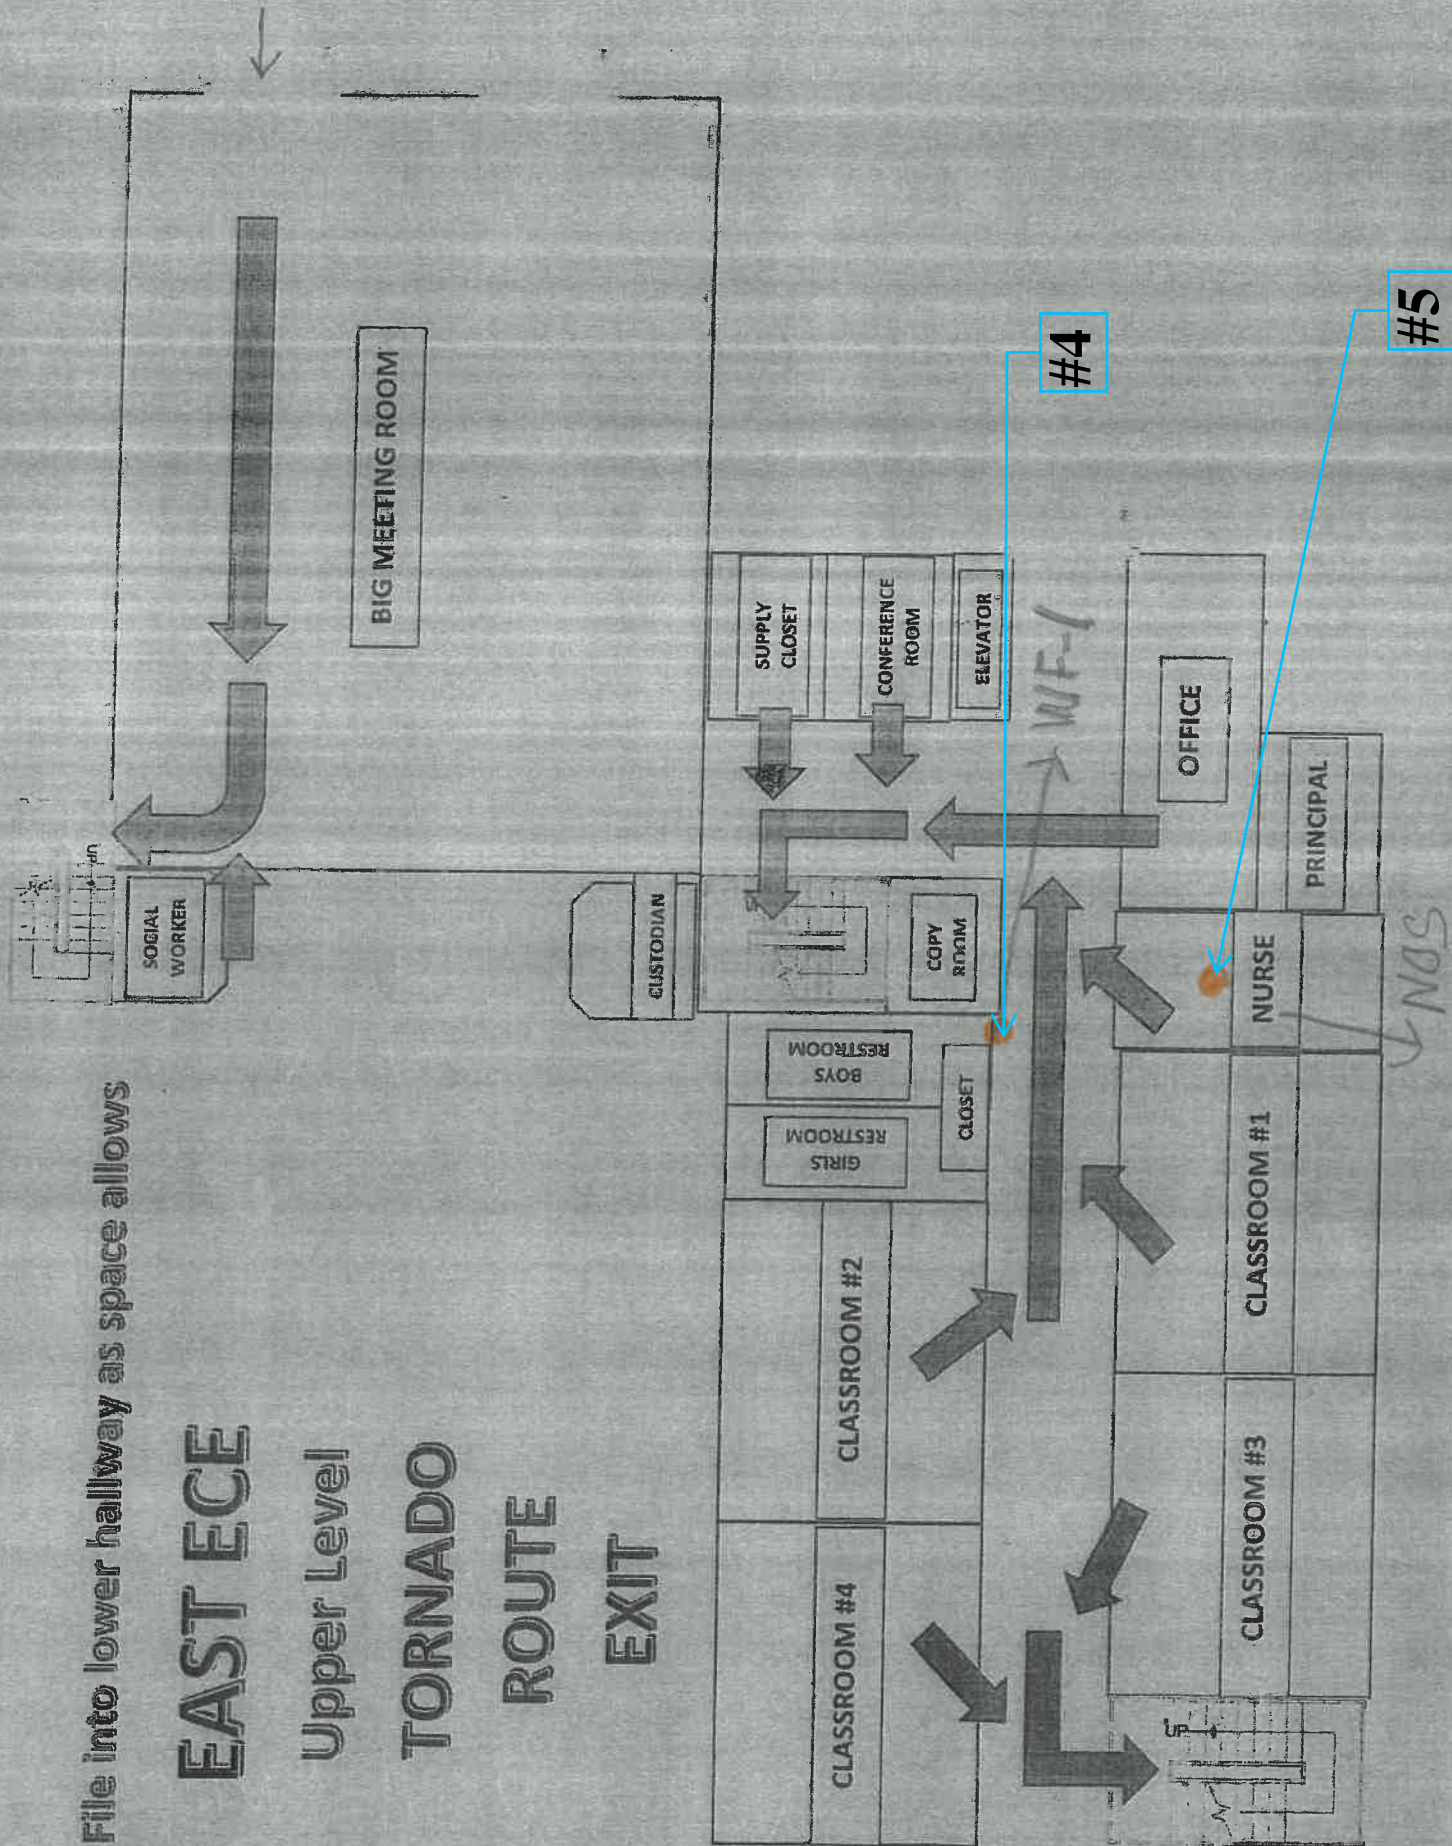 File into lower hallway as space allows
EAST ECE
Upper Level
TORNADO
ROUTE
EXIT
BIG MEETING ROOM
UP
SOCIAL
WORKER
CUSTODIAN
SUPPLY
CLOSET
CONFERENCE
ROOM
ELEVATOR
COPY
ROOM
BOYS
RESTROOM
GIRLS
RESTROOM
CLOSET
WF-1
#4
#5
OFFICE
PRINCIPAL
NURSE
NOS
CLASSROOM #2
CLASSROOM #1
CLASSROOM #4
CLASSROOM #3
UP